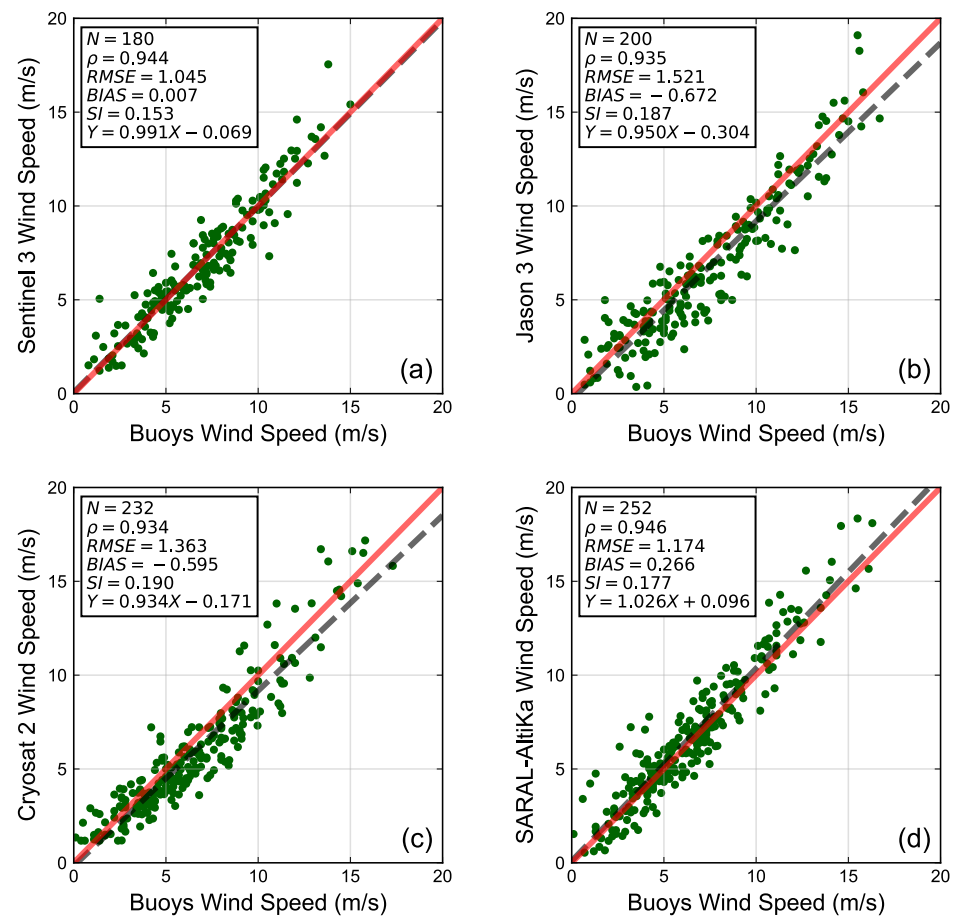 20
15
10
5
0
Sentinel 3 Wind Speed (m/s)
N = 180
ρ = 0.944
RMSE = 1.045
BIAS = 0.007
SI = 0.153
Y = 0.991X − 0.069
(a)
0 5 10 15 20
Buoys Wind Speed (m/s)
20
15
10
5
0
Jason 3 Wind Speed (m/s)
N = 200
ρ = 0.935
RMSE = 1.521
BIAS = − 0.672
SI = 0.187
Y = 0.950X − 0.304
(b)
0 5 10 15 20
Buoys Wind Speed (m/s)
20
15
10
5
0
Cryosat 2 Wind Speed (m/s)
N = 232
ρ = 0.934
RMSE = 1.363
BIAS = − 0.595
SI = 0.190
Y = 0.934X − 0.171
(c)
0 5 10 15 20
Buoys Wind Speed (m/s)
20
15
10
5
0
SARAL-AltiKa Wind Speed (m/s)
N = 252
ρ = 0.946
RMSE = 1.174
BIAS = 0.266
SI = 0.177
Y = 1.026X + 0.096
(d)
0 5 10 15 20
Buoys Wind Speed (m/s)